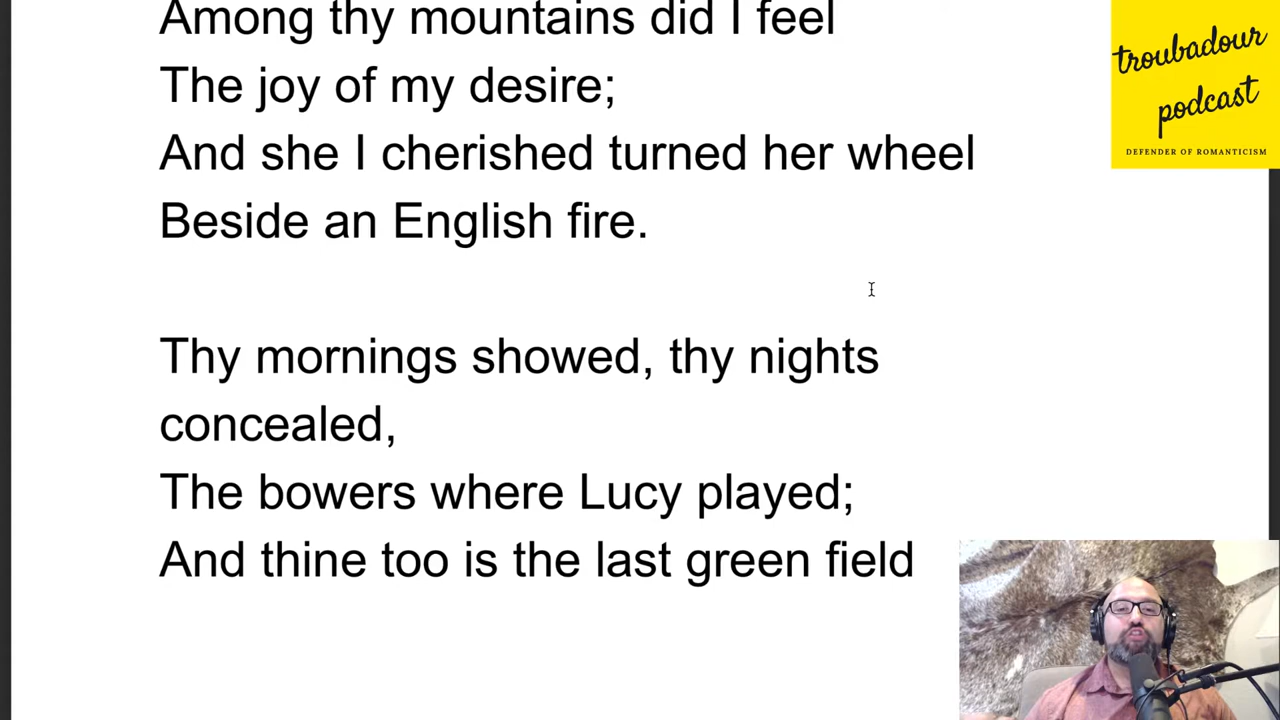 Among thy mountains did I feel
The joy of my desire;
And she I cherished turned her wheel
Beside an English fire.
Thy mornings showed, thy nights
concealed,
The bowers where Lucy played;
And thine too is the last green field
troubadour
podcast
DEFENDER OF ROMANTICISM